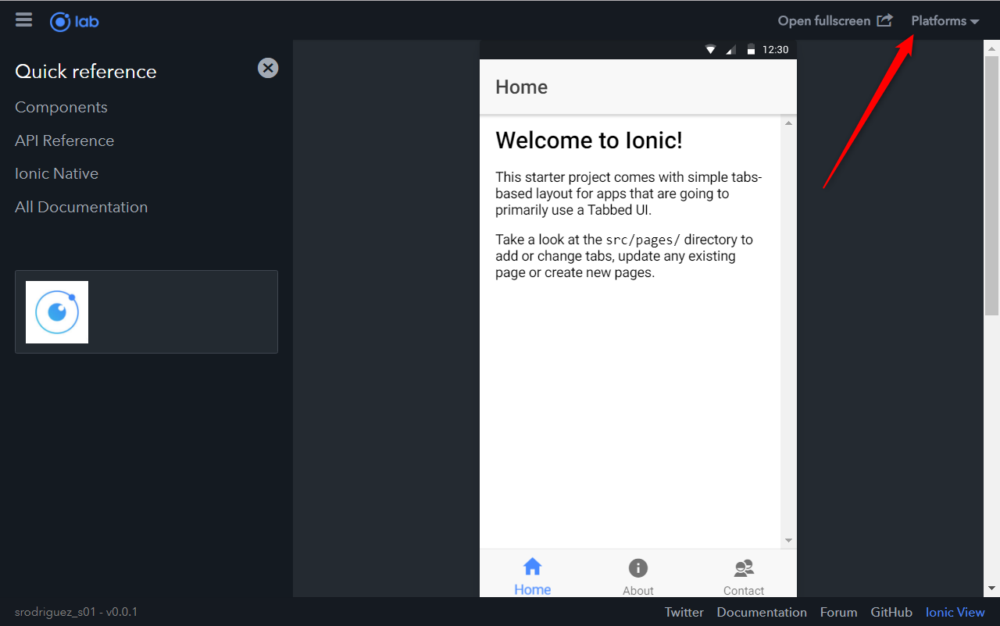 lab
Open fullscreen
Platforms
Quick reference
Components
API Reference
Ionic Native
All Documentation
12:30
Home
Welcome to Ionic!
This starter project comes with simple tabs-
based layout for apps that are going to
primarily use a Tabbed UI.
Take a look at the src/pages/ directory to
add or change tabs, update any existing
page or create new pages.
Home
About
Contact
srodriguez_s01 - v0.0.1
Twitter
Documentation
Forum
GitHub
Ionic View